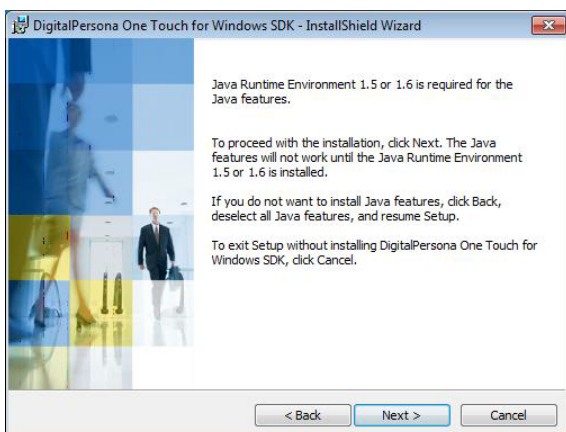 DigitalPersona One Touch for Windows SDK - InstallShield Wizard
Java Runtime Environment 1.5 or 1.6 is required for the
Java features.
To proceed with the installation, click Next. The Java
features will not work until the Java Runtime Environment
1.5 or 1.6 is installed.
If you do not want to install Java features, click Back,
deselect all Java features, and resume Setup.
To exit Setup without installing DigitalPersona One Touch for
Windows SDK, click Cancel.
< Back
Next >
Cancel